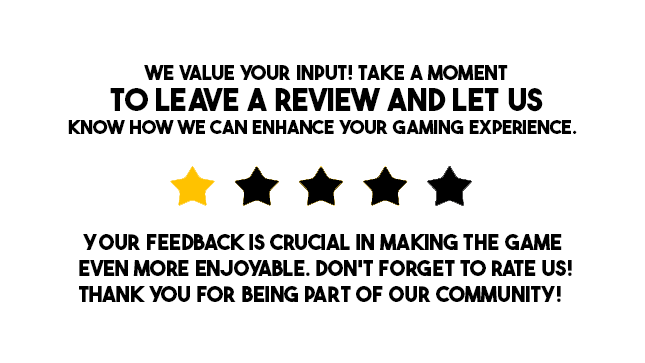 WE VALUE YOUR INPUT! TAKE A MOMENT
TO LEAVE A REVIEW AND LET US
KNOW HOW WE CAN ENHANCE YOUR GAMING EXPERIENCE.
YOUR FEEDBACK IS CRUCIAL IN MAKING THE GAME
EVEN MORE ENJOYABLE. DON'T FORGET TO RATE US!
THANK YOU FOR BEING PART OF OUR COMMUNITY!